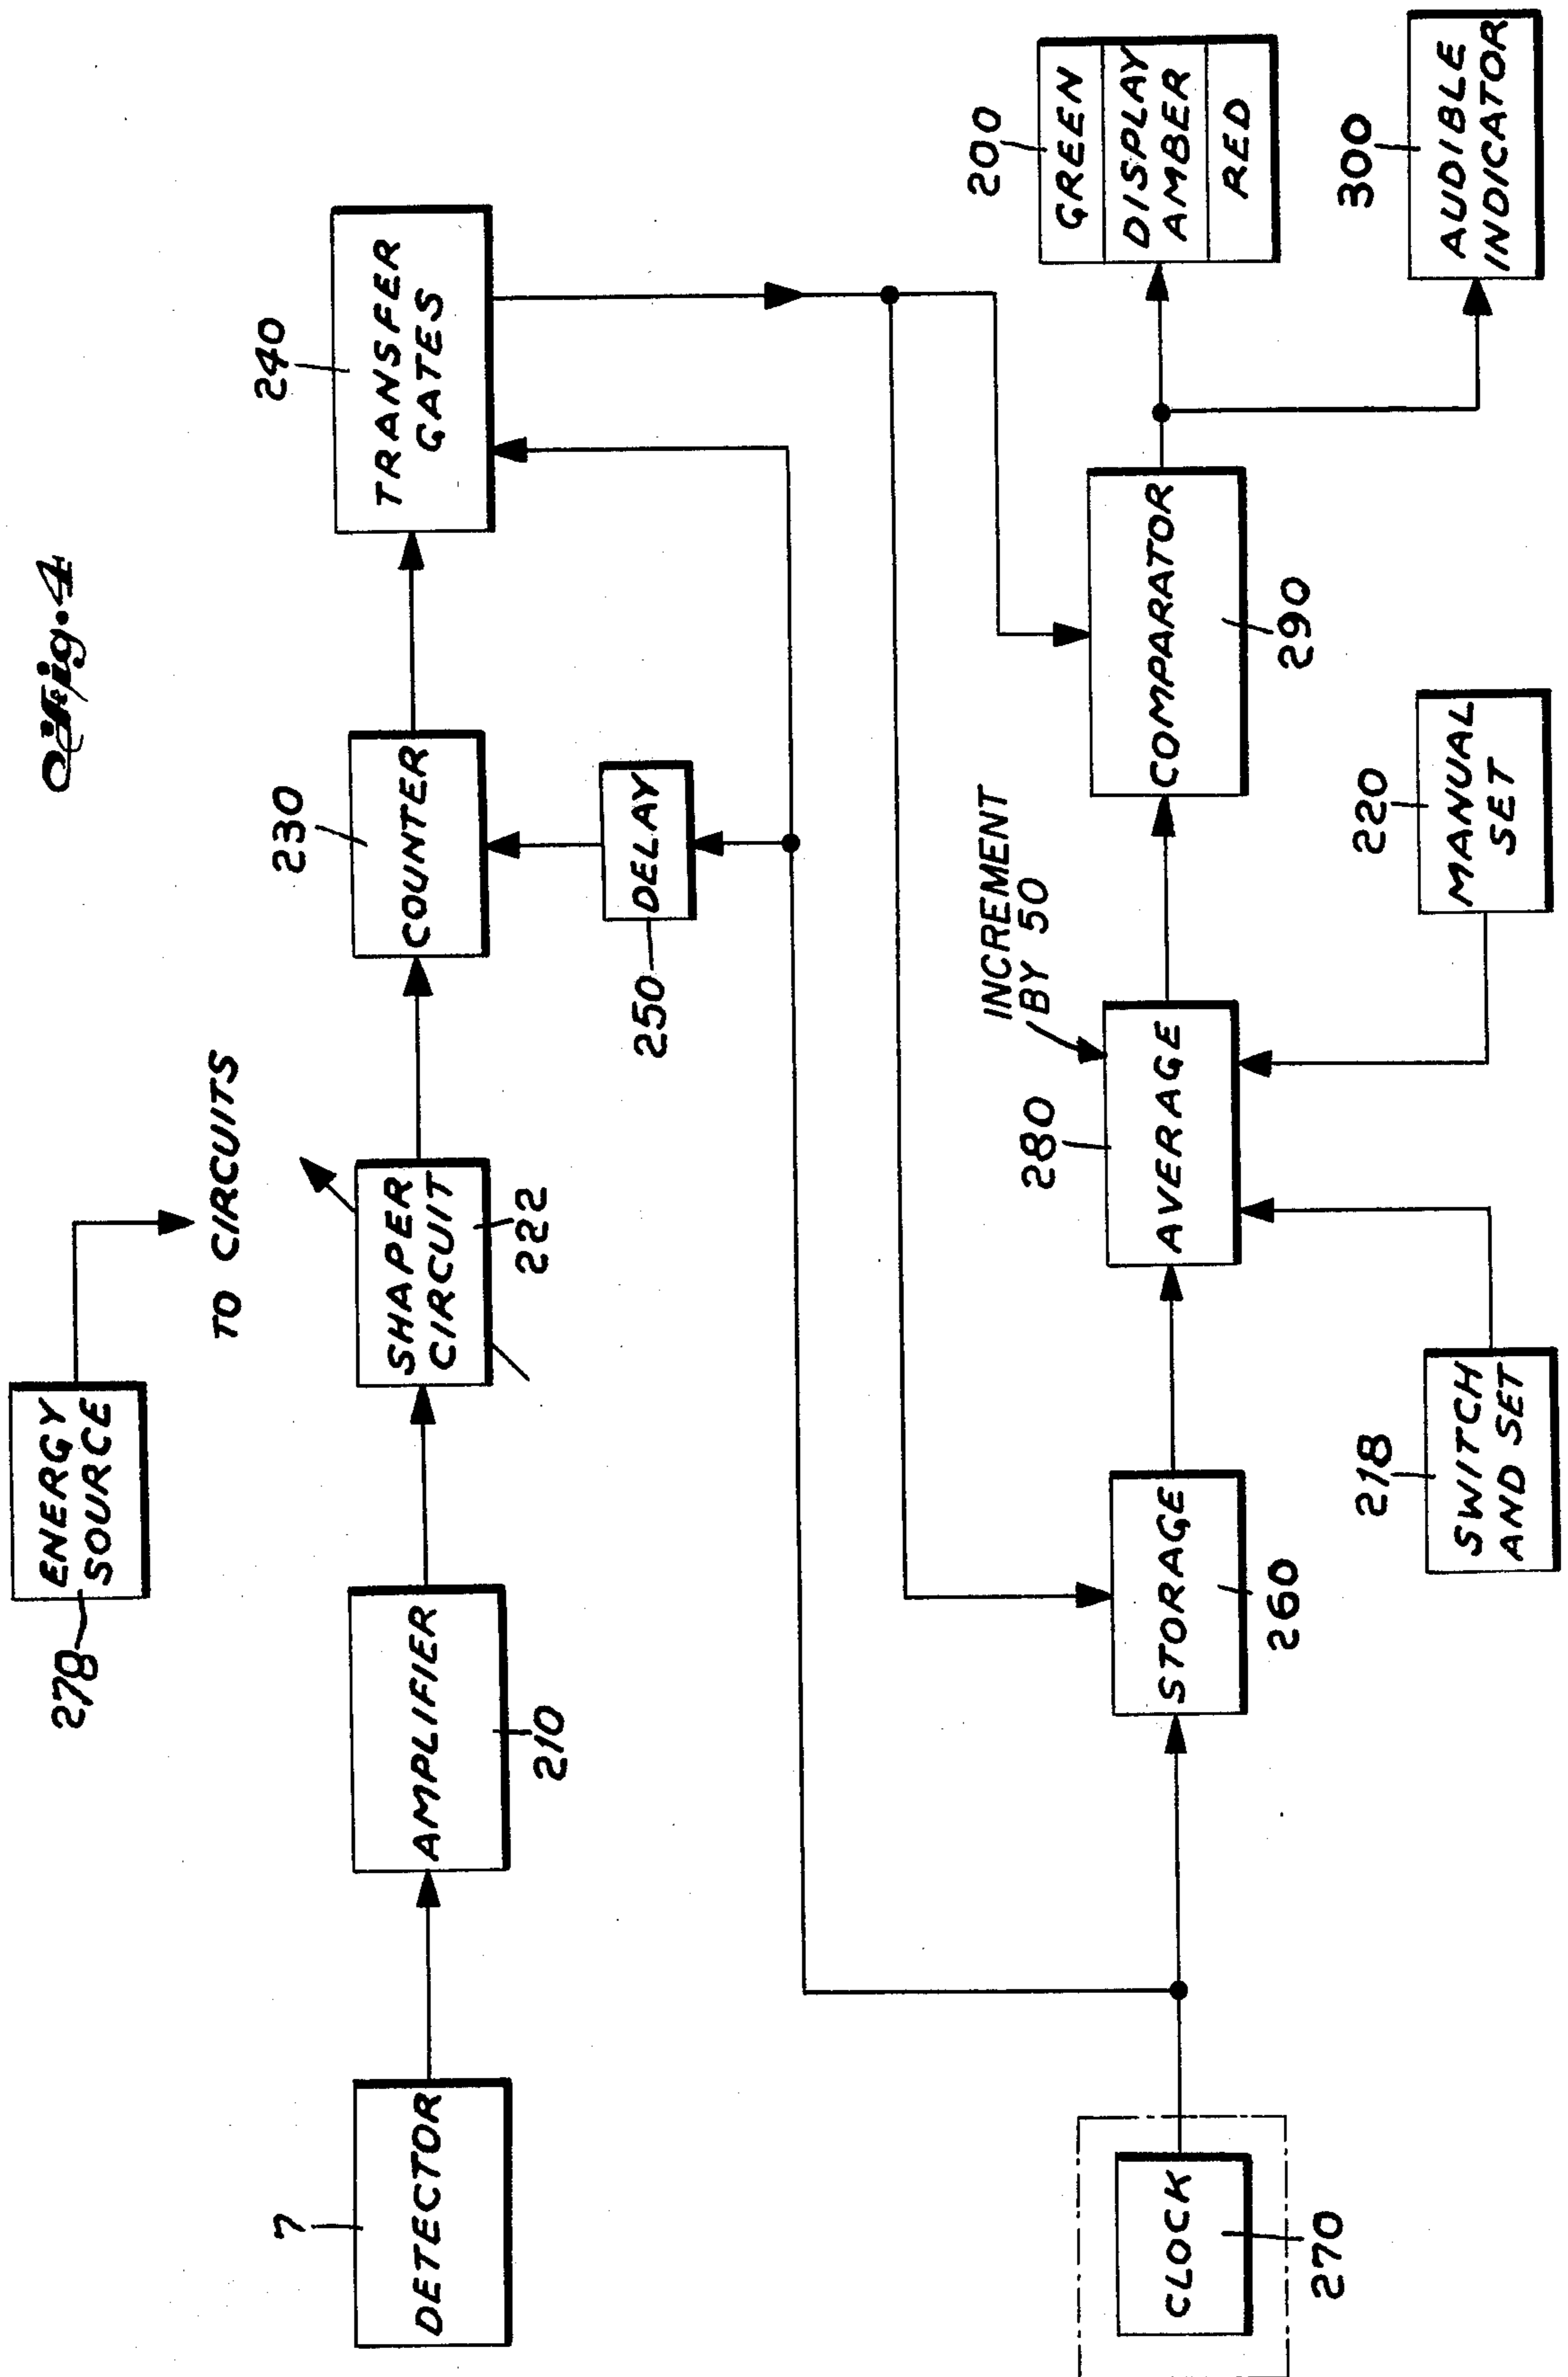 Fig. 4
278
ENERGY
SOURCE
TO CIRCUITS
7
DETECTOR
AMPLIFIER
210
SHAPER
CIRCUIT
222
230
COUNTER
240
TRANSFER
GATES
250
DELAY
CLOCK
270
STORAGE
260
280
AVERAGE
INCREMENT
BY 50
COMPARATOR
290
200
GREEN
DISPLAY
AMBER
RED
218
SWITCH
AND SET
220
MANUAL
SET
300
AUDIBLE
INDICATOR